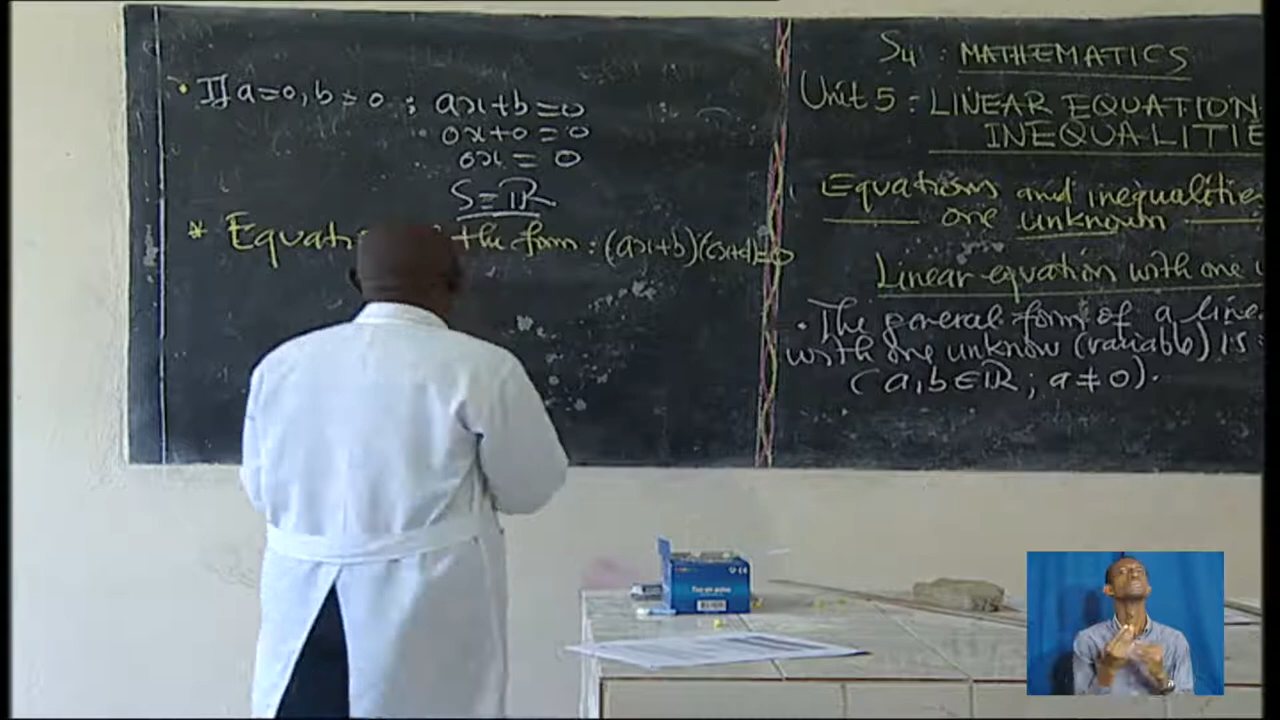 If a=0, b=0 ; ax+b=0
0x+0=0
0x=0
S=ℝ
* Equati the form : (ax+b)(cx+d)=0
S4 : MATHEMATICS
Unit 5 : LINEAR EQUATION
INEQUALITIE
Equations and inequalitie
one unknown
Linear equation with one
• The general form of a line
with one unknow (variable) is
(a,b∈ℝ ; a≠0).